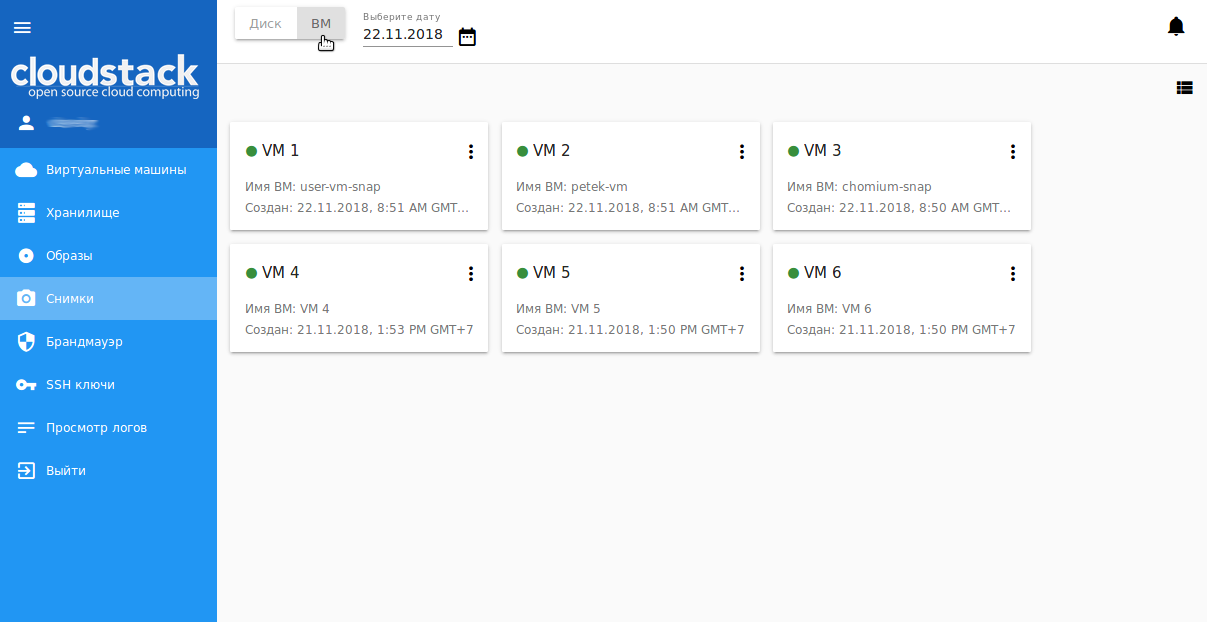 Диск
ВМ
Выберите дату
22.11.2018
cloudstack
open source cloud computing
Виртуальные машины
Хранилище
Образы
Снимки
Брандмауэр
SSH ключи
Просмотр логов
Выйти
VM 1
Имя ВМ: user-vm-snap
Создан: 22.11.2018, 8:51 AM GMT...
VM 2
Имя ВМ: petek-vm
Создан: 22.11.2018, 8:51 AM GMT...
VM 3
Имя ВМ: chomium-snap
Создан: 22.11.2018, 8:50 AM GMT...
VM 4
Имя ВМ: VM 4
Создан: 21.11.2018, 1:53 PM GMT+7
VM 5
Имя ВМ: VM 5
Создан: 21.11.2018, 1:50 PM GMT+7
VM 6
Имя ВМ: VM 6
Создан: 21.11.2018, 1:50 PM GMT+7